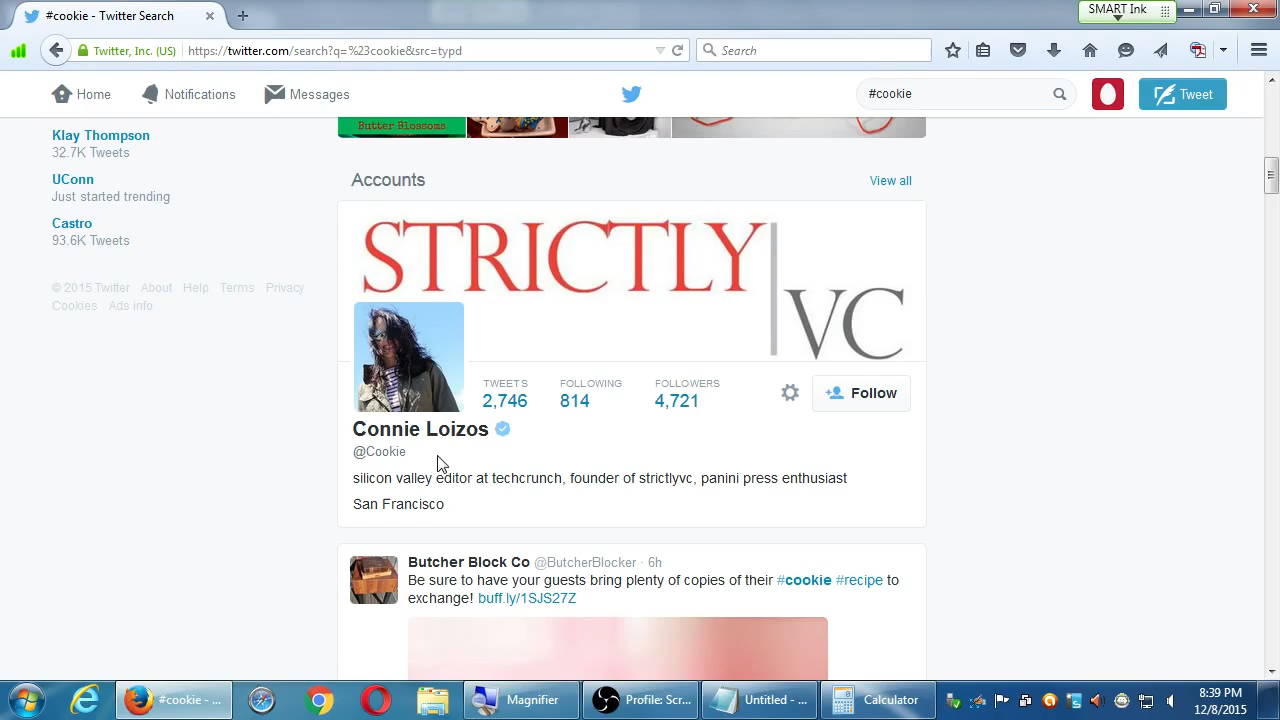 #cookie - Twitter Search
SMART Ink
Twitter, Inc. (US)
https://twitter.com/search?q=%23cookie&src=typd
Search
Home
Notifications
Messages
#cookie
Tweet
Klay Thompson
32.7K Tweets
UConn
Just started trending
Castro
93.6K Tweets
© 2015 Twitter About Help Terms Privacy
Cookies Ads info
Butter Blossoms
Accounts
View all
STRICTLY
VC
TWEETS
2,746
FOLLOWING
814
FOLLOWERS
4,721
Follow
Connie Loizos
@Cookie
silicon valley editor at techcrunch, founder of strictlyvc, panini press enthusiast
San Francisco
Butcher Block Co @ButcherBlocker · 6h
Be sure to have your guests bring plenty of copies of their #cookie #recipe to
exchange! buff.ly/1SJS27Z
#cookie - ...
Magnifier
Profile: Scr...
Untitled - ...
Calculator
8:39 PM
12/8/2015